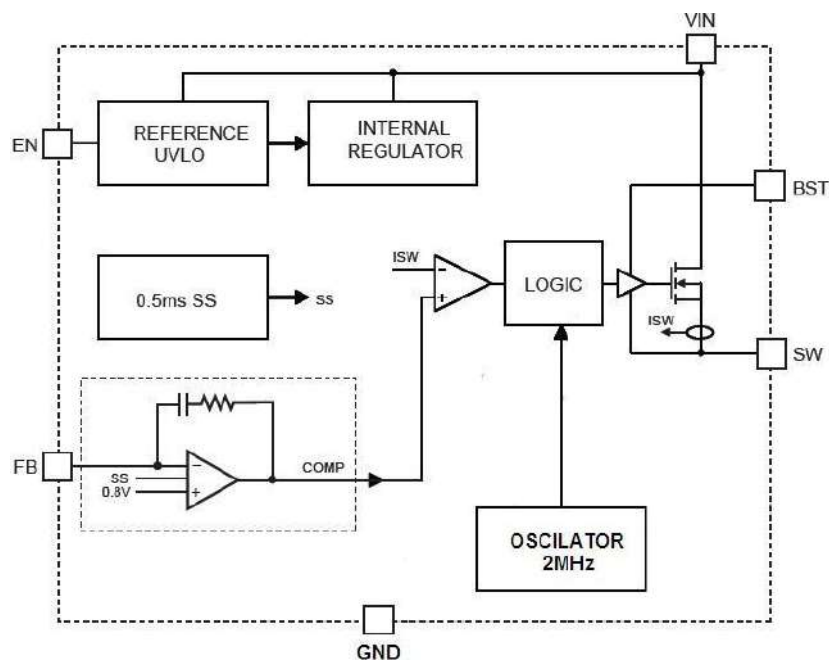 VIN
EN
REFERENCE
UVLO
INTERNAL
REGULATOR
BST
ISW
−
+
LOGIC
0.5ms SS
SS
ISW
SW
FB
COMP
−
SS
0.8V
+
OSCILATOR
2MHz
GND